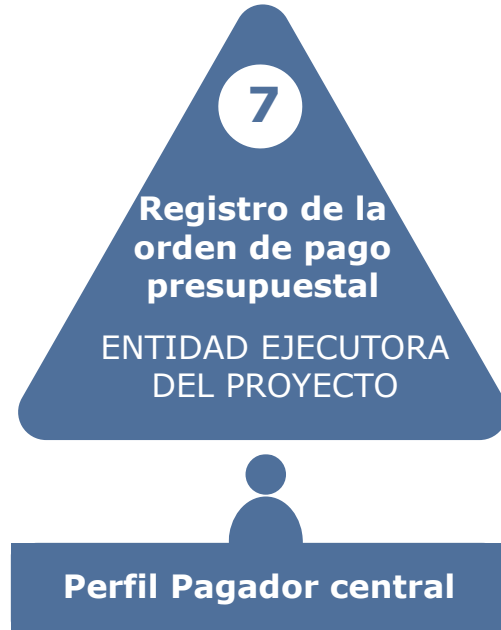 7
Registro de la
orden de pago
presupuestal
ENTIDAD EJECUTORA
DEL PROYECTO
Perfil Pagador central